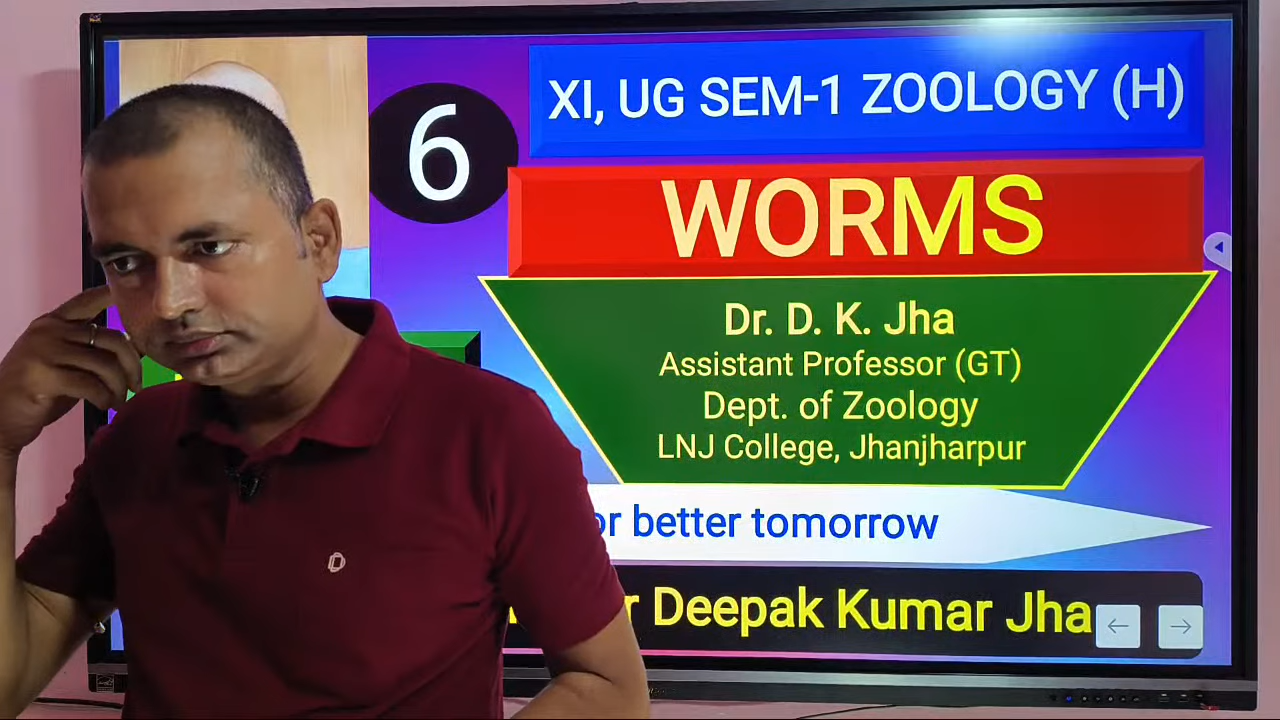 6
XI, UG SEM-1 ZOOLOGY (H)
WORMS
Dr. D. K. Jha
Assistant Professor (GT)
Dept. of Zoology
LNJ College, Jhanjharpur
better tomorrow
Deepak Kumar Jha